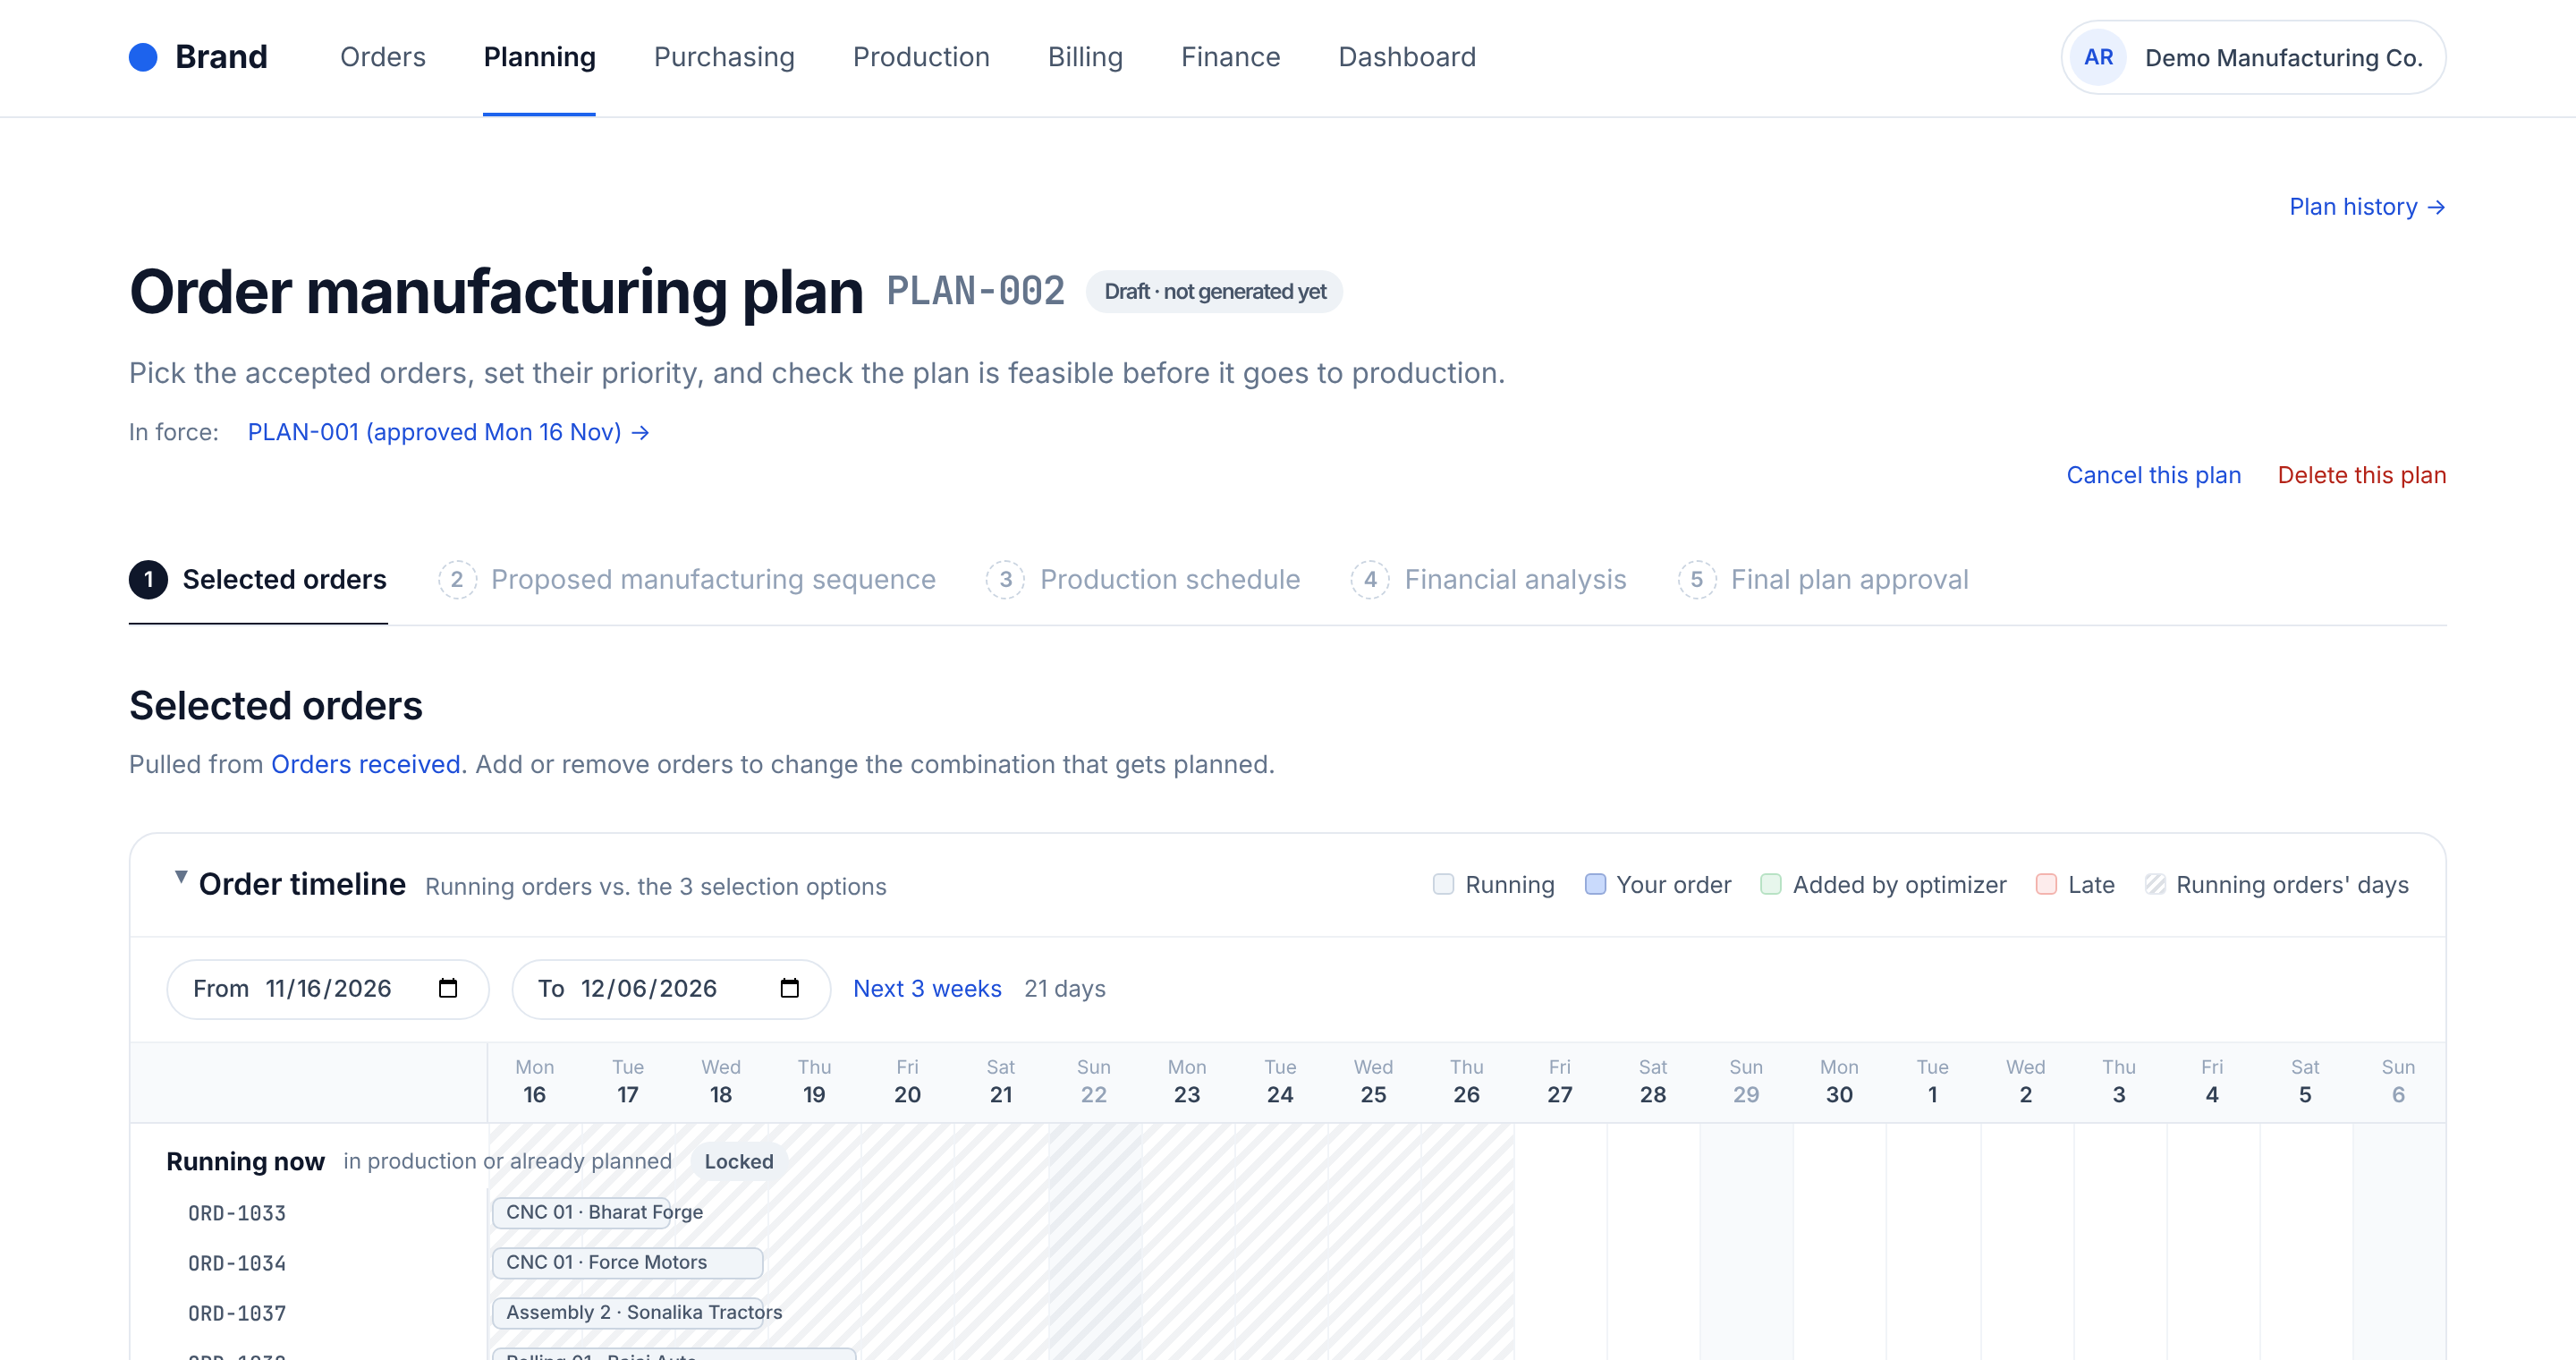 Brand Orders Planning Purchasing Production Billing Finance Dashboard AR Demo Manufacturing Co.
Plan history →
Order manufacturing plan PLAN-002 Draft · not generated yet
Pick the accepted orders, set their priority, and check the plan is feasible before it goes to production.
In force: PLAN-001 (approved Mon 16 Nov) →
Cancel this plan Delete this plan
1 Selected orders 2 Proposed manufacturing sequence 3 Production schedule 4 Financial analysis 5 Final plan approval
Selected orders
Pulled from Orders received. Add or remove orders to change the combination that gets planned.
▼ Order timeline Running orders vs. the 3 selection options Running Your order Added by optimizer Late Running orders' days
From 11/16/2026 To 12/06/2026 Next 3 weeks 21 days
Mon Tue Wed Thu Fri Sat Sun Mon Tue Wed Thu Fri Sat Sun Mon Tue Wed Thu Fri Sat Sun
16 17 18 19 20 21 22 23 24 25 26 27 28 29 30 1 2 3 4 5 6
Running now in production or already planned Locked
ORD-1033 CNC 01 · Bharat Forge
ORD-1034 CNC 01 · Force Motors
ORD-1037 Assembly 2 · Sonalika Tractors